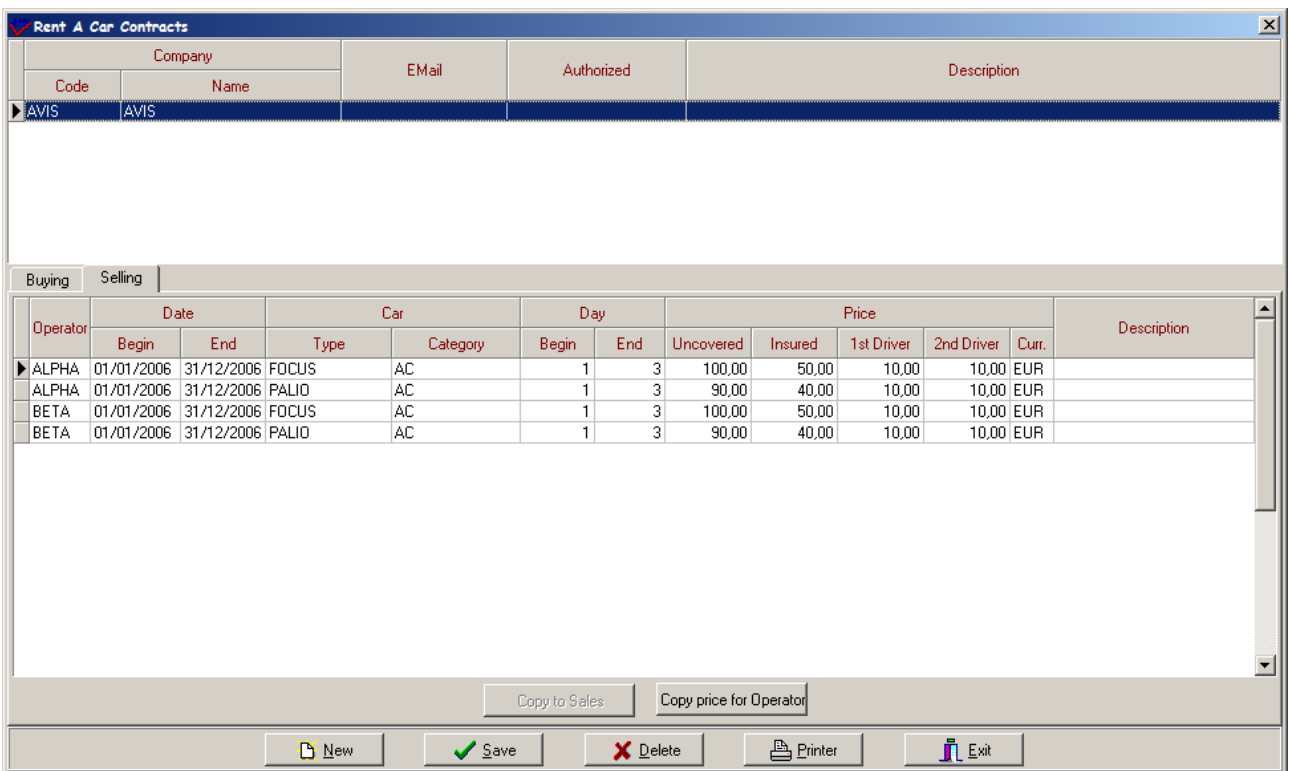 Rent A Car Contracts
Company EMail Authorized Description
Code Name
AVIS AVIS
Buying Selling
Operator Date Car Day Price Description
Begin End Type Category Begin End Uncovered Insured 1st Driver 2nd Driver Curr.
ALPHA 01/01/2006 31/12/2006 FOCUS AC 1 3 100,00 50,00 10,00 10,00 EUR
ALPHA 01/01/2006 31/12/2006 PALIO AC 1 3 90,00 40,00 10,00 10,00 EUR
BETA 01/01/2006 31/12/2006 FOCUS AC 1 3 100,00 50,00 10,00 10,00 EUR
BETA 01/01/2006 31/12/2006 PALIO AC 1 3 90,00 40,00 10,00 10,00 EUR
Copy to Sales Copy price for Operator
New Save Delete Printer Exit